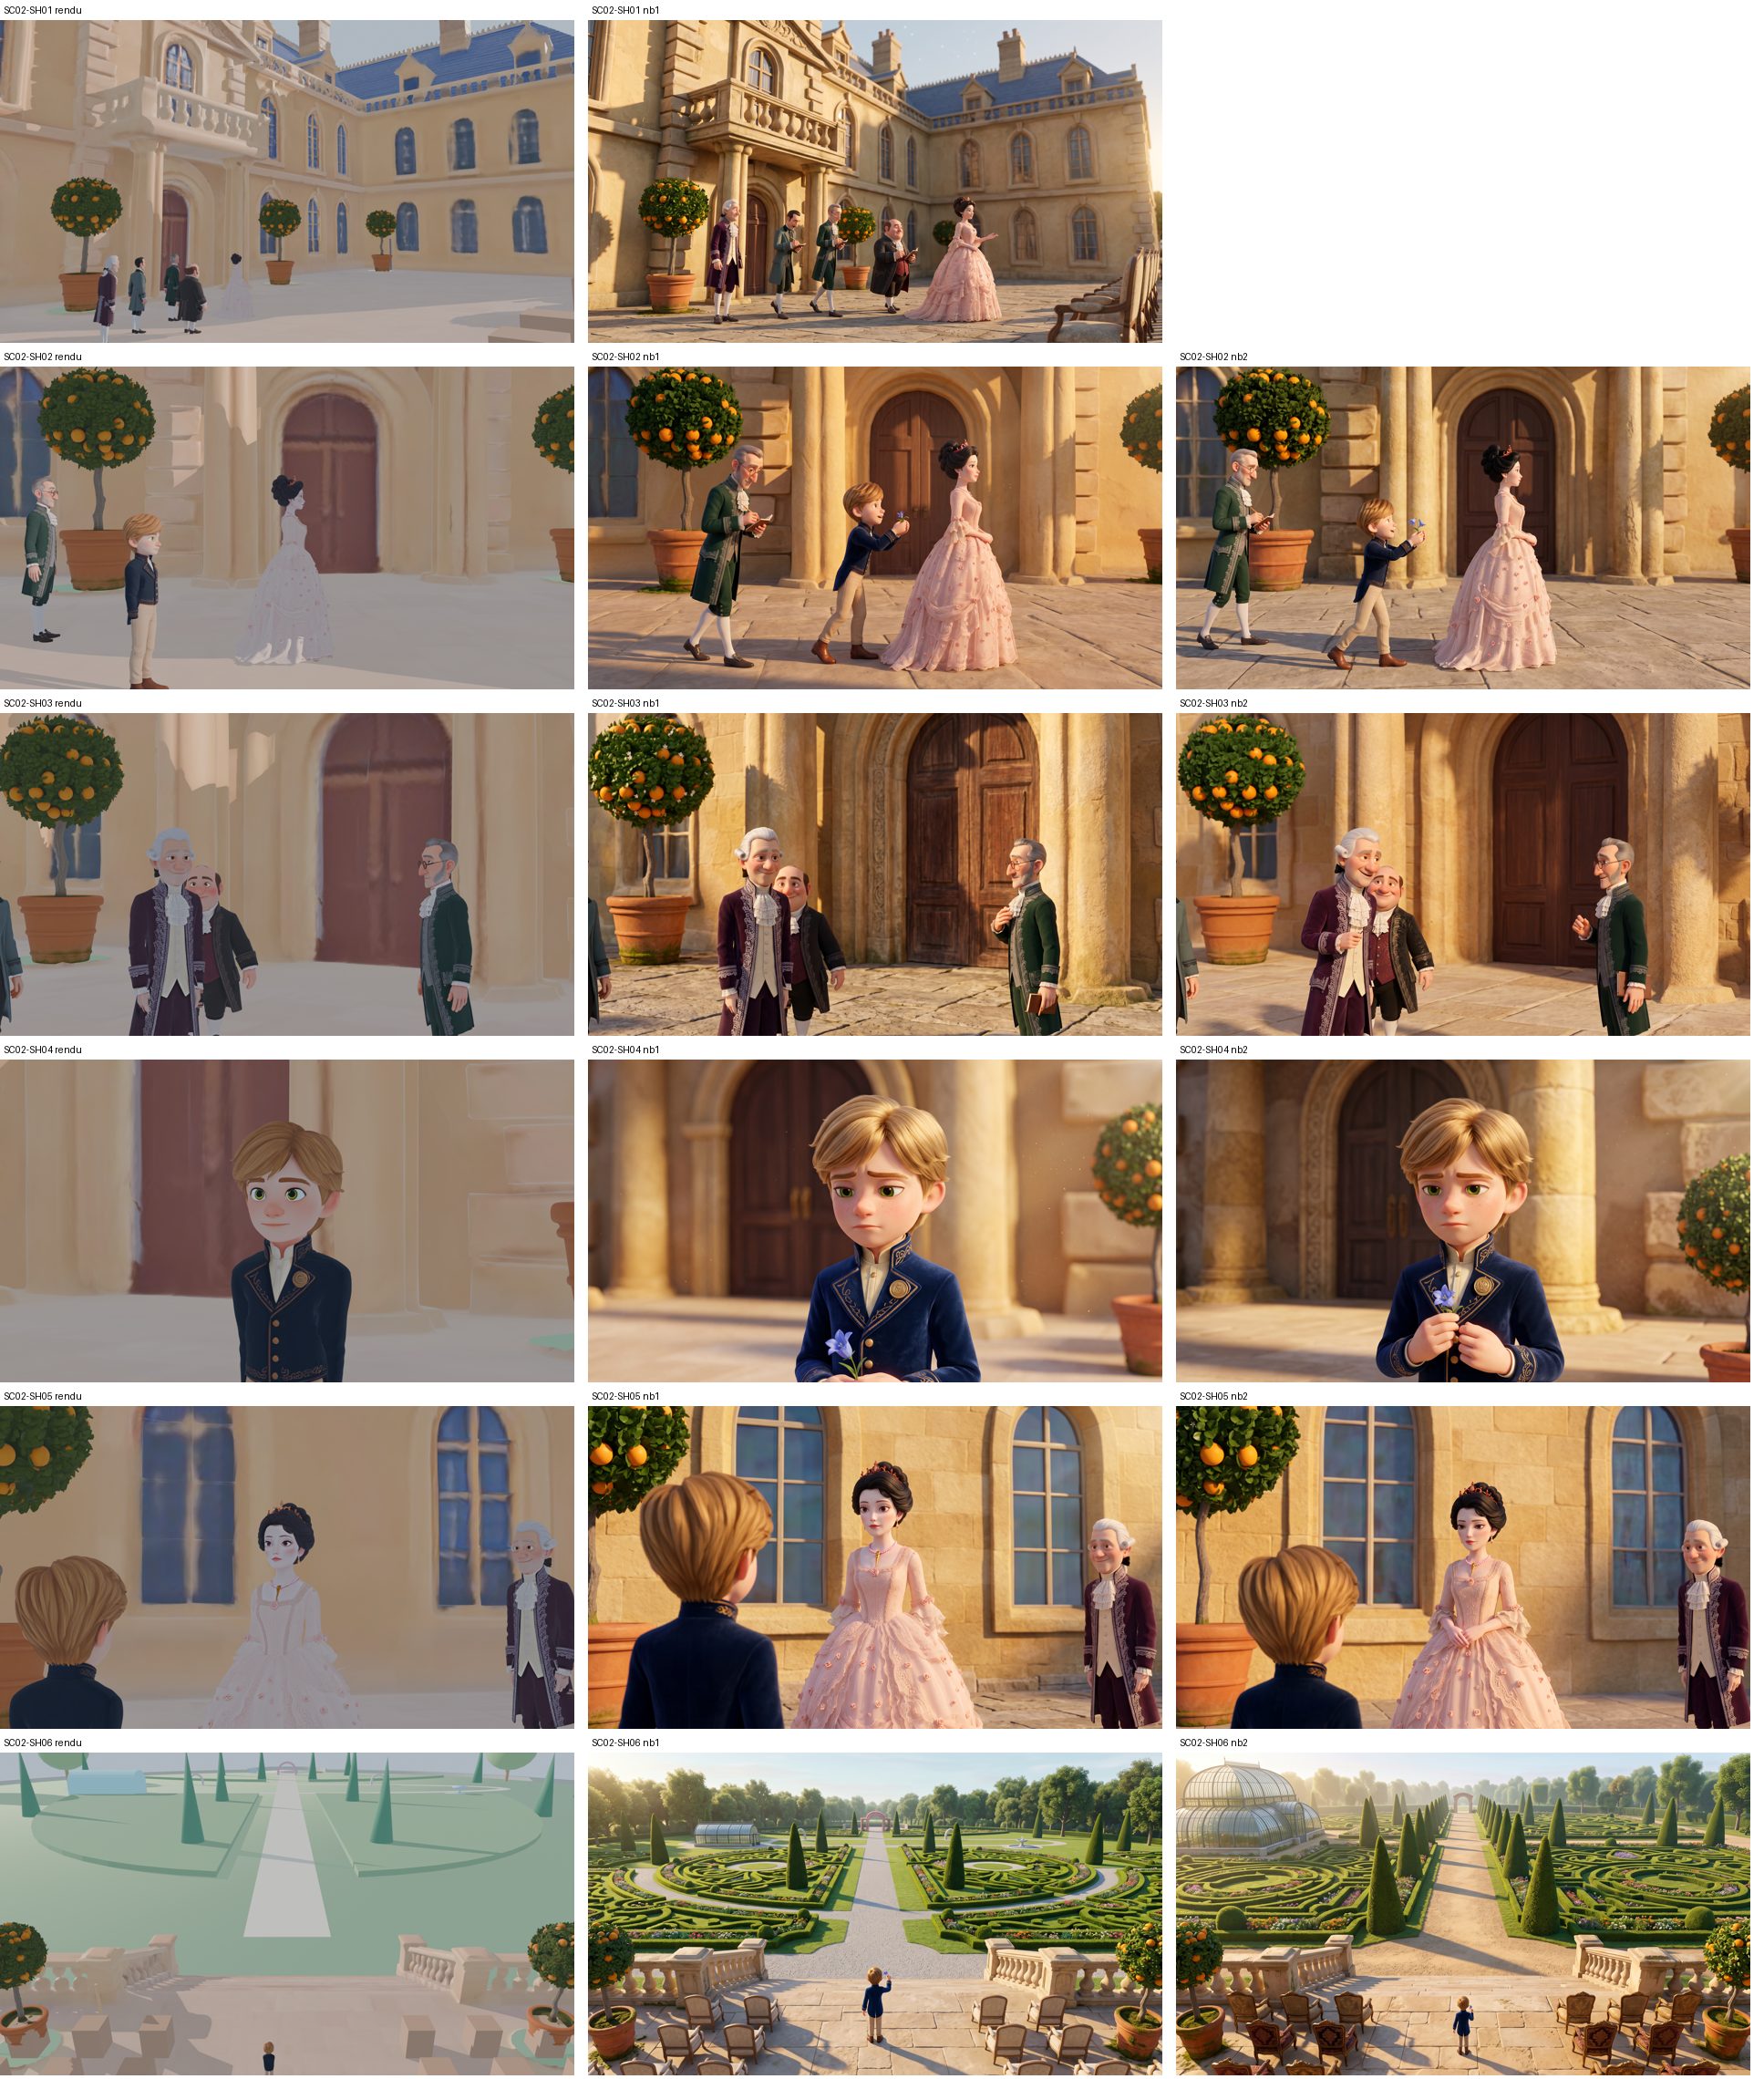 SC02-SH01 rendu
SC02-SH01 nb1
SC02-SH02 rendu
SC02-SH02 nb1
SC02-SH02 nb2
SC02-SH03 rendu
SC02-SH03 nb1
SC02-SH03 nb2
SC02-SH04 rendu
SC02-SH04 nb1
SC02-SH04 nb2
SC02-SH05 rendu
SC02-SH05 nb1
SC02-SH05 nb2
SC02-SH06 rendu
SC02-SH06 nb1
SC02-SH06 nb2